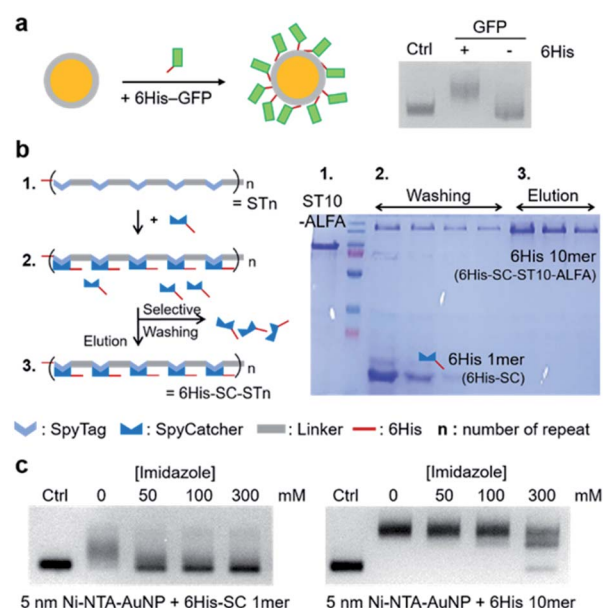 a
+ 6His–GFP
GFP
Ctrl + - 6His
b
1. = STn
n
+
2.
n
Selective
Elution Washing
3.
n
= 6His-SC-STn
1. 2. 3.
ST10 Washing Elution
-ALFA
6His 10mer
(6His-SC-ST10-ALFA)
6His 1mer
(6His-SC)
: SpyTag : SpyCatcher : Linker : 6His n : number of repeat
c
[Imidazole]
Ctrl 0 50 100 300 mM
5 nm Ni-NTA-AuNP + 6His-SC 1mer
[Imidazole]
Ctrl 0 50 100 300 mM
5 nm Ni-NTA-AuNP + 6His 10mer